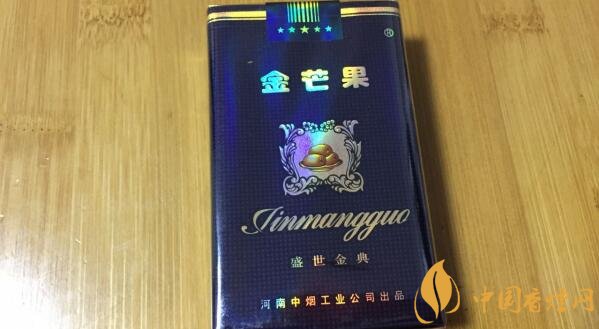 ®
金芒果
Jinmangguo
盛世金典
河南中烟工业公司出品
中国香烟网